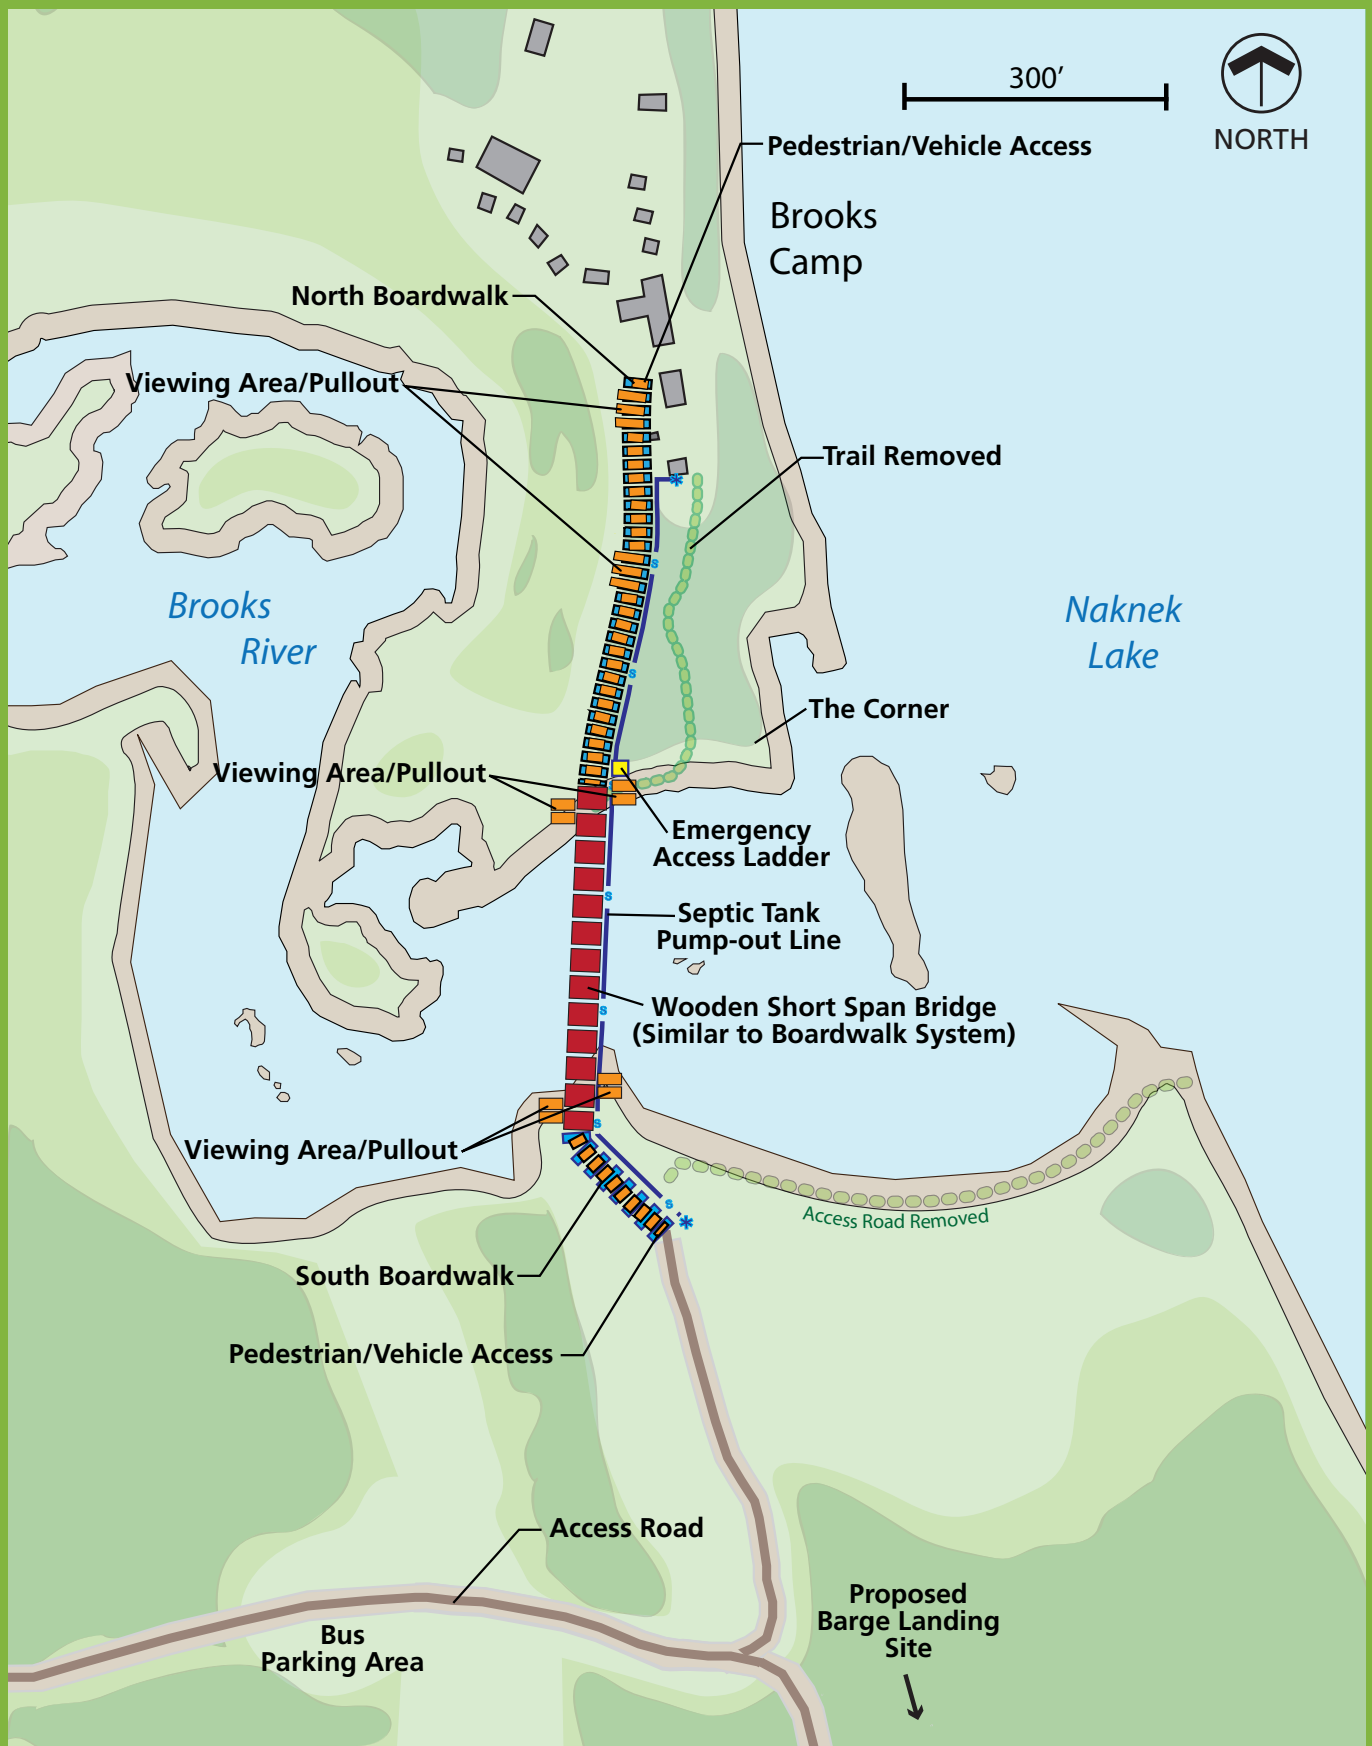 300’
NORTH
Pedestrian/Vehicle Access
Brooks
Camp
North Boardwalk
Viewing Area/Pullout
Trail Removed
Brooks
River
Naknek
Lake
The Corner
Viewing Area/Pullout
Emergency
Access Ladder
Septic Tank
Pump-out Line
Wooden Short Span Bridge
(Similar to Boardwalk System)
Viewing Area/Pullout
Access Road Removed
South Boardwalk
Pedestrian/Vehicle Access
Access Road
Proposed
Barge Landing
Site
Bus
Parking Area
s
s
s
s
s
s